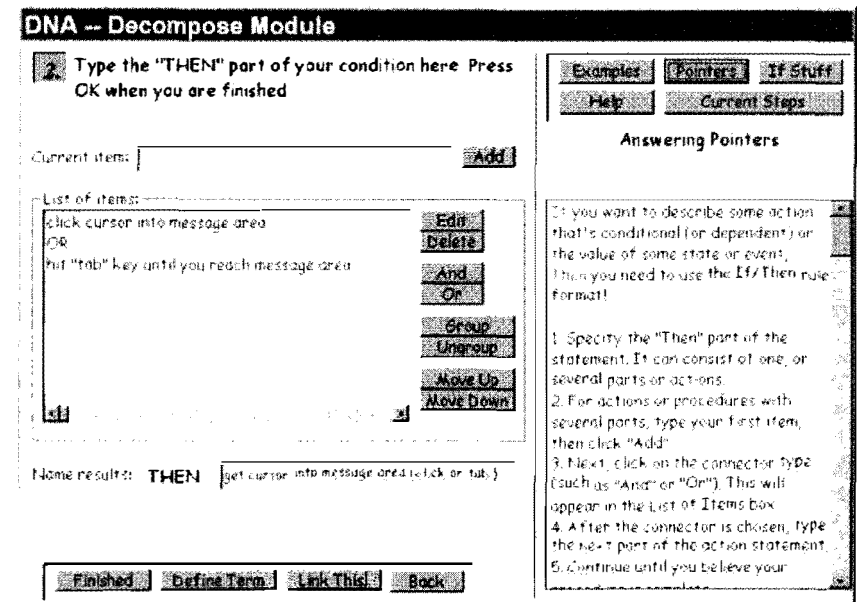 DNA -- Decompose Module
2. Type the "THEN" part of your condition here Press
OK when you are finished
Current item:
Add
List of items:
click cursor into message area
OR
hit "tab" key until you reach message area
Edit
Delete
And
Or
Group
Ungroup
Move Up
Move Down
Name results: THEN get cursor into message area (click or tab)
Finished
Define Term
Link This!
Back
Examples
Pointers
If Stuff
Help
Current Steps
Answering Pointers
If you want to describe some action
that's conditional (or dependent) on
the value of some state or event,
Then you need to use the If/Then rule
format!
1. Specify the "Then" part of the
statement. It can consist of one, or
several parts or actions.
2. For actions or procedures with
several parts, type your first item,
then click "Add"
3. Next, click on the connector type
(such as "And" or "Or"). This will
appear in the List of Items box
4. After the connector is chosen, type
the next part of the action statement.
5. Continue until you believe your